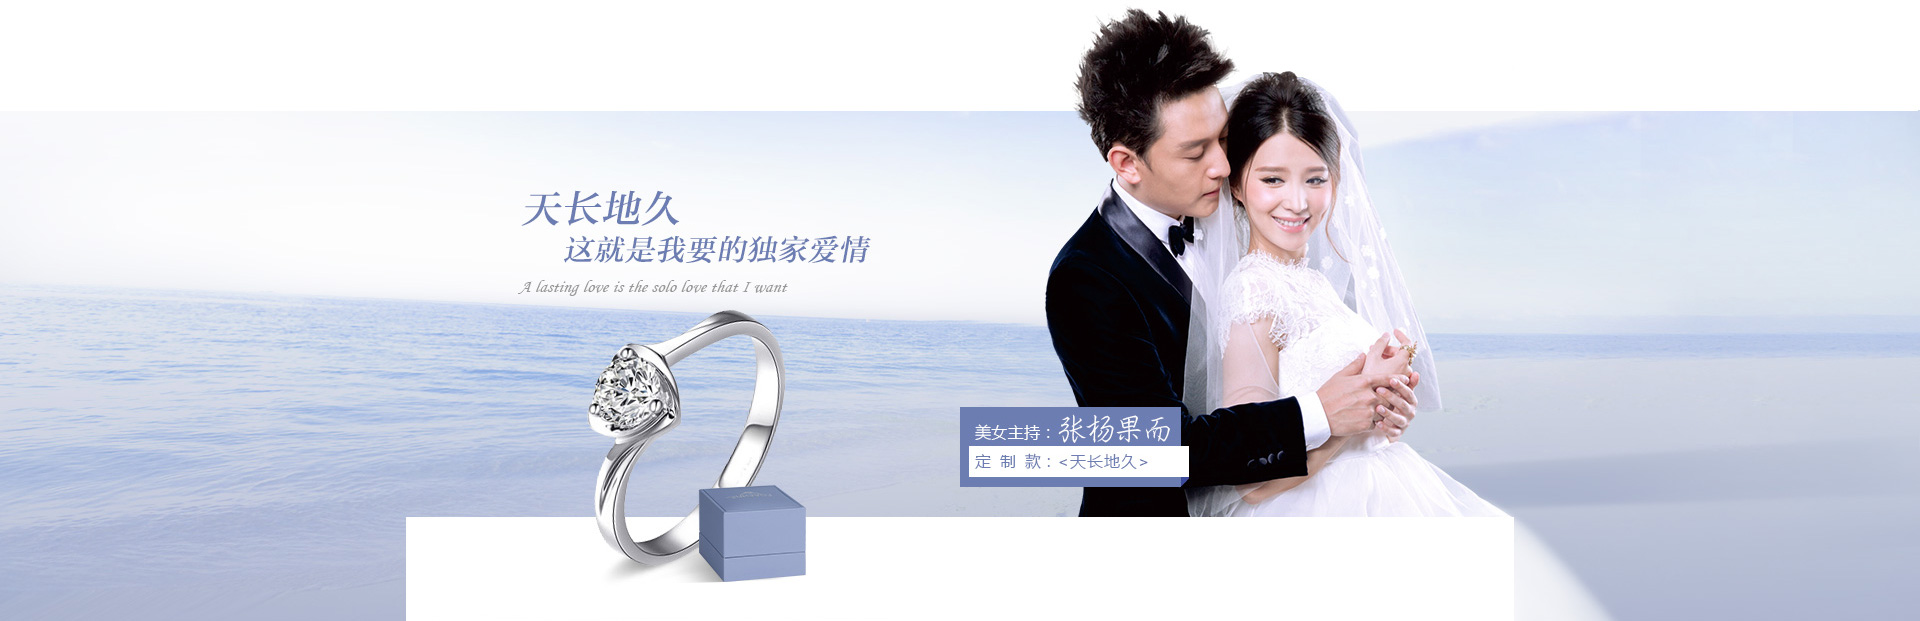 天长地久
这就是我要的独家爱情
A lasting love is the solo love that I want
美女主持：张杨果而
定 制 款：<天长地久>